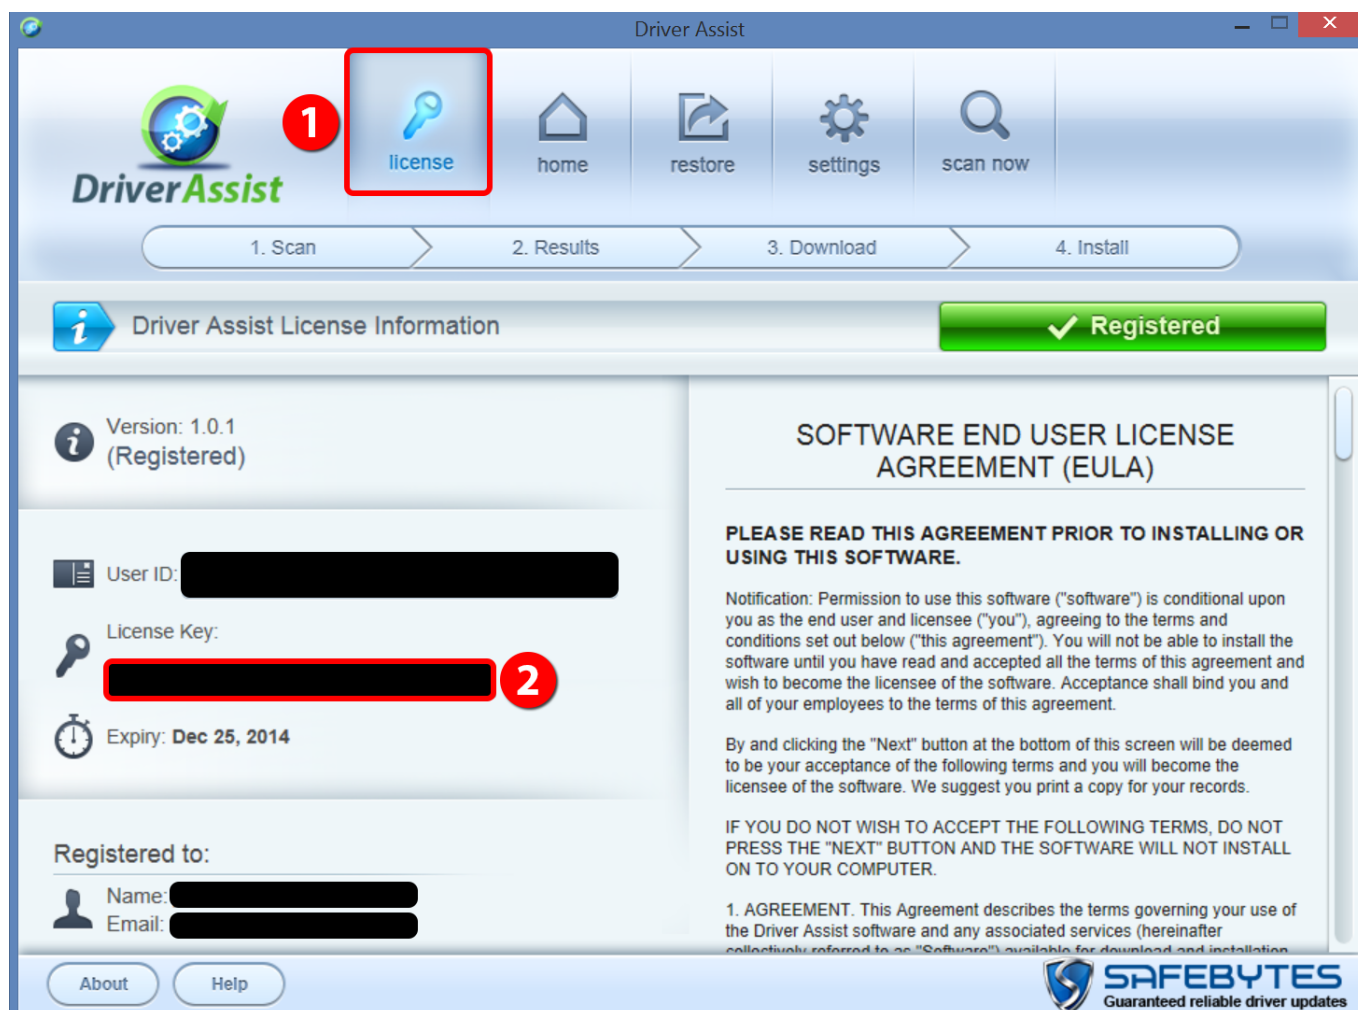 Driver Assist
1
license
home
restore
settings
scan now
DriverAssist
1. Scan
2. Results
3. Download
4. Install
i
Driver Assist License Information
Registered
i
Version: 1.0.1
(Registered)
User ID:
License Key:
2
Expiry: Dec 25, 2014
Registered to:
Name:
Email:
SOFTWARE END USER LICENSE
AGREEMENT (EULA)
PLEASE READ THIS AGREEMENT PRIOR TO INSTALLING OR
USING THIS SOFTWARE.
Notification: Permission to use this software ("software") is conditional upon
you as the end user and licensee ("you"), agreeing to the terms and
conditions set out below ("this agreement"). You will not be able to install the
software until you have read and accepted all the terms of this agreement and
wish to become the licensee of the software. Acceptance shall bind you and
all of your employees to the terms of this agreement.
By and clicking the "Next" button at the bottom of this screen will be deemed
to be your acceptance of the following terms and you will become the
licensee of the software. We suggest you print a copy for your records.
IF YOU DO NOT WISH TO ACCEPT THE FOLLOWING TERMS, DO NOT
PRESS THE "NEXT" BUTTON AND THE SOFTWARE WILL NOT INSTALL
ON TO YOUR COMPUTER.
1. AGREEMENT. This Agreement describes the terms governing your use of
the Driver Assist software and any associated services (hereinafter
collectively referred to as "Software") available for download and installation
About
Help
SAFEBYTES
Guaranteed reliable driver updates